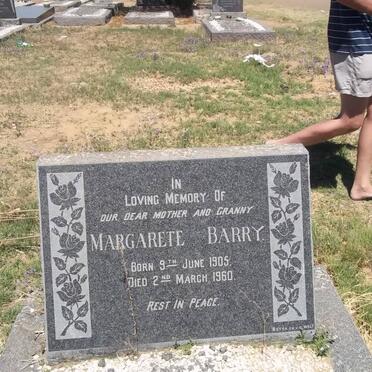 IN
LOVING MEMORY OF
OUR DEAR MOTHER AND GRANNY
MARGARETE BARRY.
BORN 9TH JUNE 1905.
DIED 2ND MARCH 1960.
REST IN PEACE.